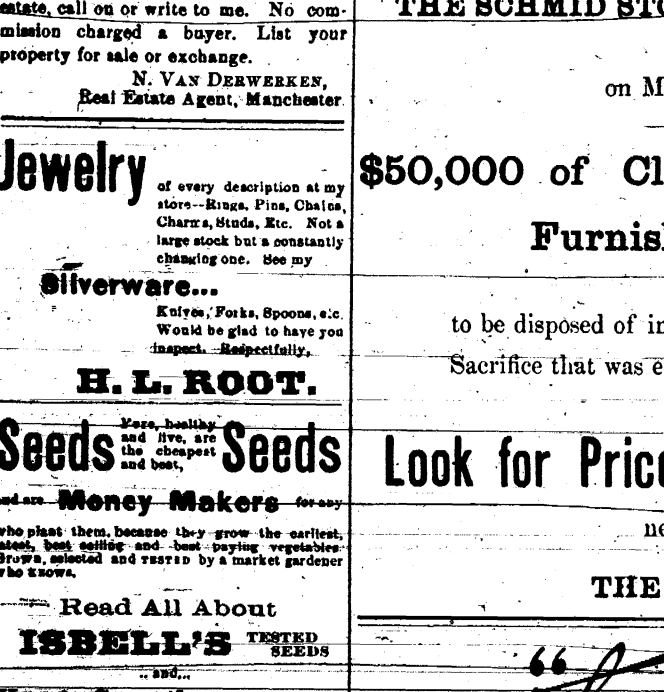 estate, call on or write to me. No com-
mission charged a buyer. List your
property for sale or exchange.
N. VAN DERWERKEN,
Real Estate Agent, Manchester
Jewelry
of every description at my
store--Rings, Pins, Chains,
Charms, Studs, Etc. Not a
large stock but a constantly
changing one. See my
Silverware...
Knives, Forks, Spoons, etc.
Would be glad to have you
inspect. Respectfully,
H. L. ROOT.
Seeds
Pure, healthy
and live, are
the cheapest
and best,
Seeds
and are Money Makers for any
who plant them, because they grow the earliest,
latest, best selling and best paying vegetables.
Grown, selected and TESTED by a market gardener
who knows.
Read All About
ISBELL'S TESTED
SEEDS
.. and...
THE SCHMID STO
on M
$50,000 of Cl
Furnis
to be disposed of in
Sacrifice that was e
Look for Price
ne
THE
“